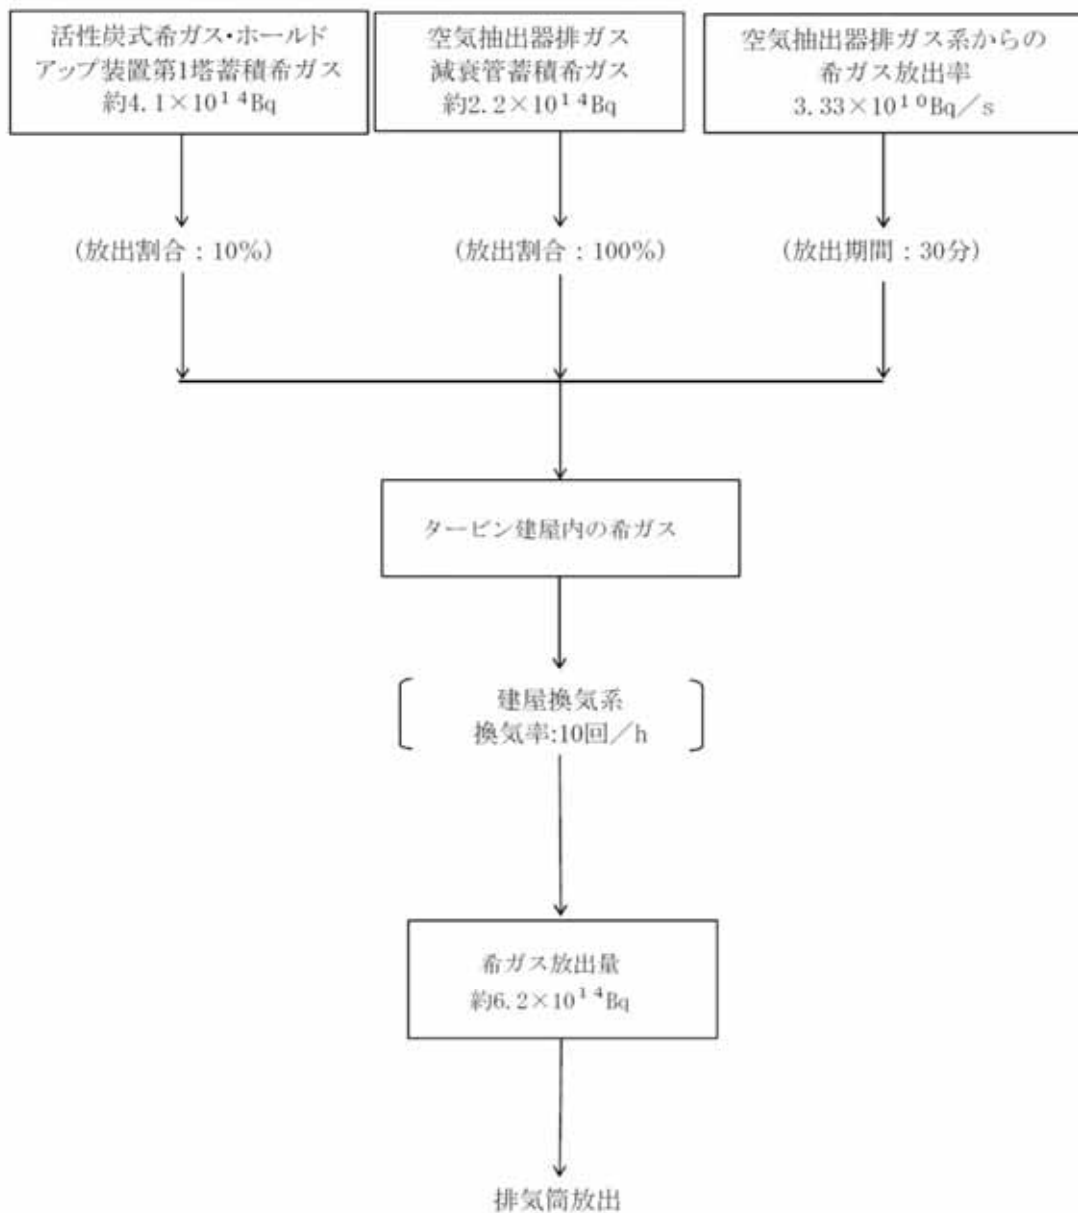 活性炭式希ガス・ホールド
アップ装置第1塔蓄積希ガス
約4.1×10¹⁴Bq
空気抽出器排ガス
減衰管蓄積希ガス
約2.2×10¹⁴Bq
空気抽出器排ガス系からの
希ガス放出率
3.33×10¹⁰Bq／s
(放出割合：10%)
(放出割合：100%)
(放出期間：30分)
タービン建屋内の希ガス
建屋換気系
換気率:10回／h
希ガス放出量
約6.2×10¹⁴Bq
排気筒放出